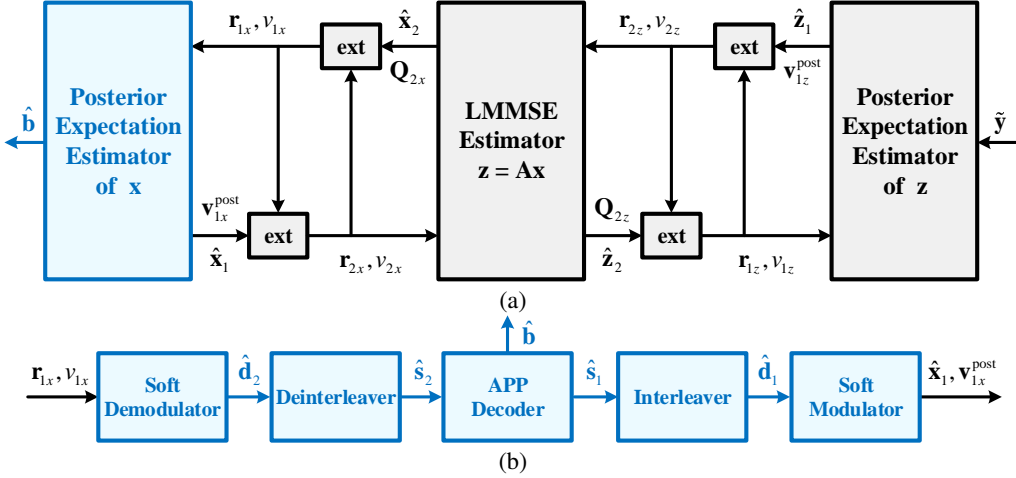 r₁ₓ, v₁ₓ
x̂₂
r₂z, v₂z
ẑ₁
ext
ext
Q₂ₓ
v₁z^post
b̂
Posterior
Expectation
Estimator
of x
LMMSE
Estimator
z = Ax
Posterior
Expectation
Estimator
of z
ỹ
v₁ₓ^post
Q₂z
ext
ext
x̂₁
r₂ₓ, v₂ₓ
ẑ₂
r₁z, v₁z
(a)
b̂
r₁ₓ, v₁ₓ
Soft
Demodulator
d̂₂
Deinterleaver
ŝ₂
APP
Decoder
ŝ₁
Interleaver
d̂₁
Soft
Modulator
x̂₁, v₁ₓ^post
(b)